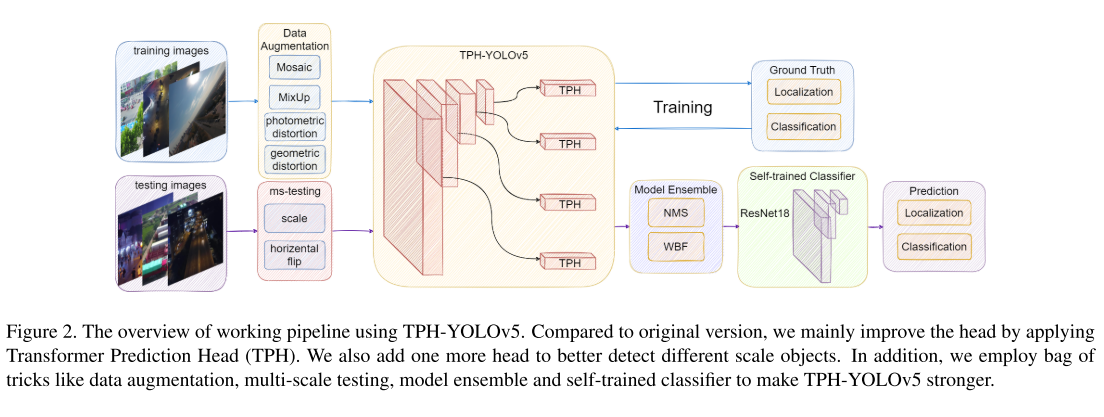 training images
Data
Augmentation
Mosaic
MixUp
photometric
distortion
geometric
distortion
testing images
ms-testing
scale
horizental
flip
TPH-YOLOv5
TPH
TPH
TPH
TPH
Training
Ground Truth
Localization
Classification
Model Ensemble
NMS
WBF
Self-trained Classifier
ResNet18
Prediction
Localization
Classification
Figure 2. The overview of working pipeline using TPH-YOLOv5. Compared to original version, we mainly improve the head by applying
Transformer Prediction Head (TPH). We also add one more head to better detect different scale objects. In addition, we employ bag of
tricks like data augmentation, multi-scale testing, model ensemble and self-trained classifier to make TPH-YOLOv5 stronger.